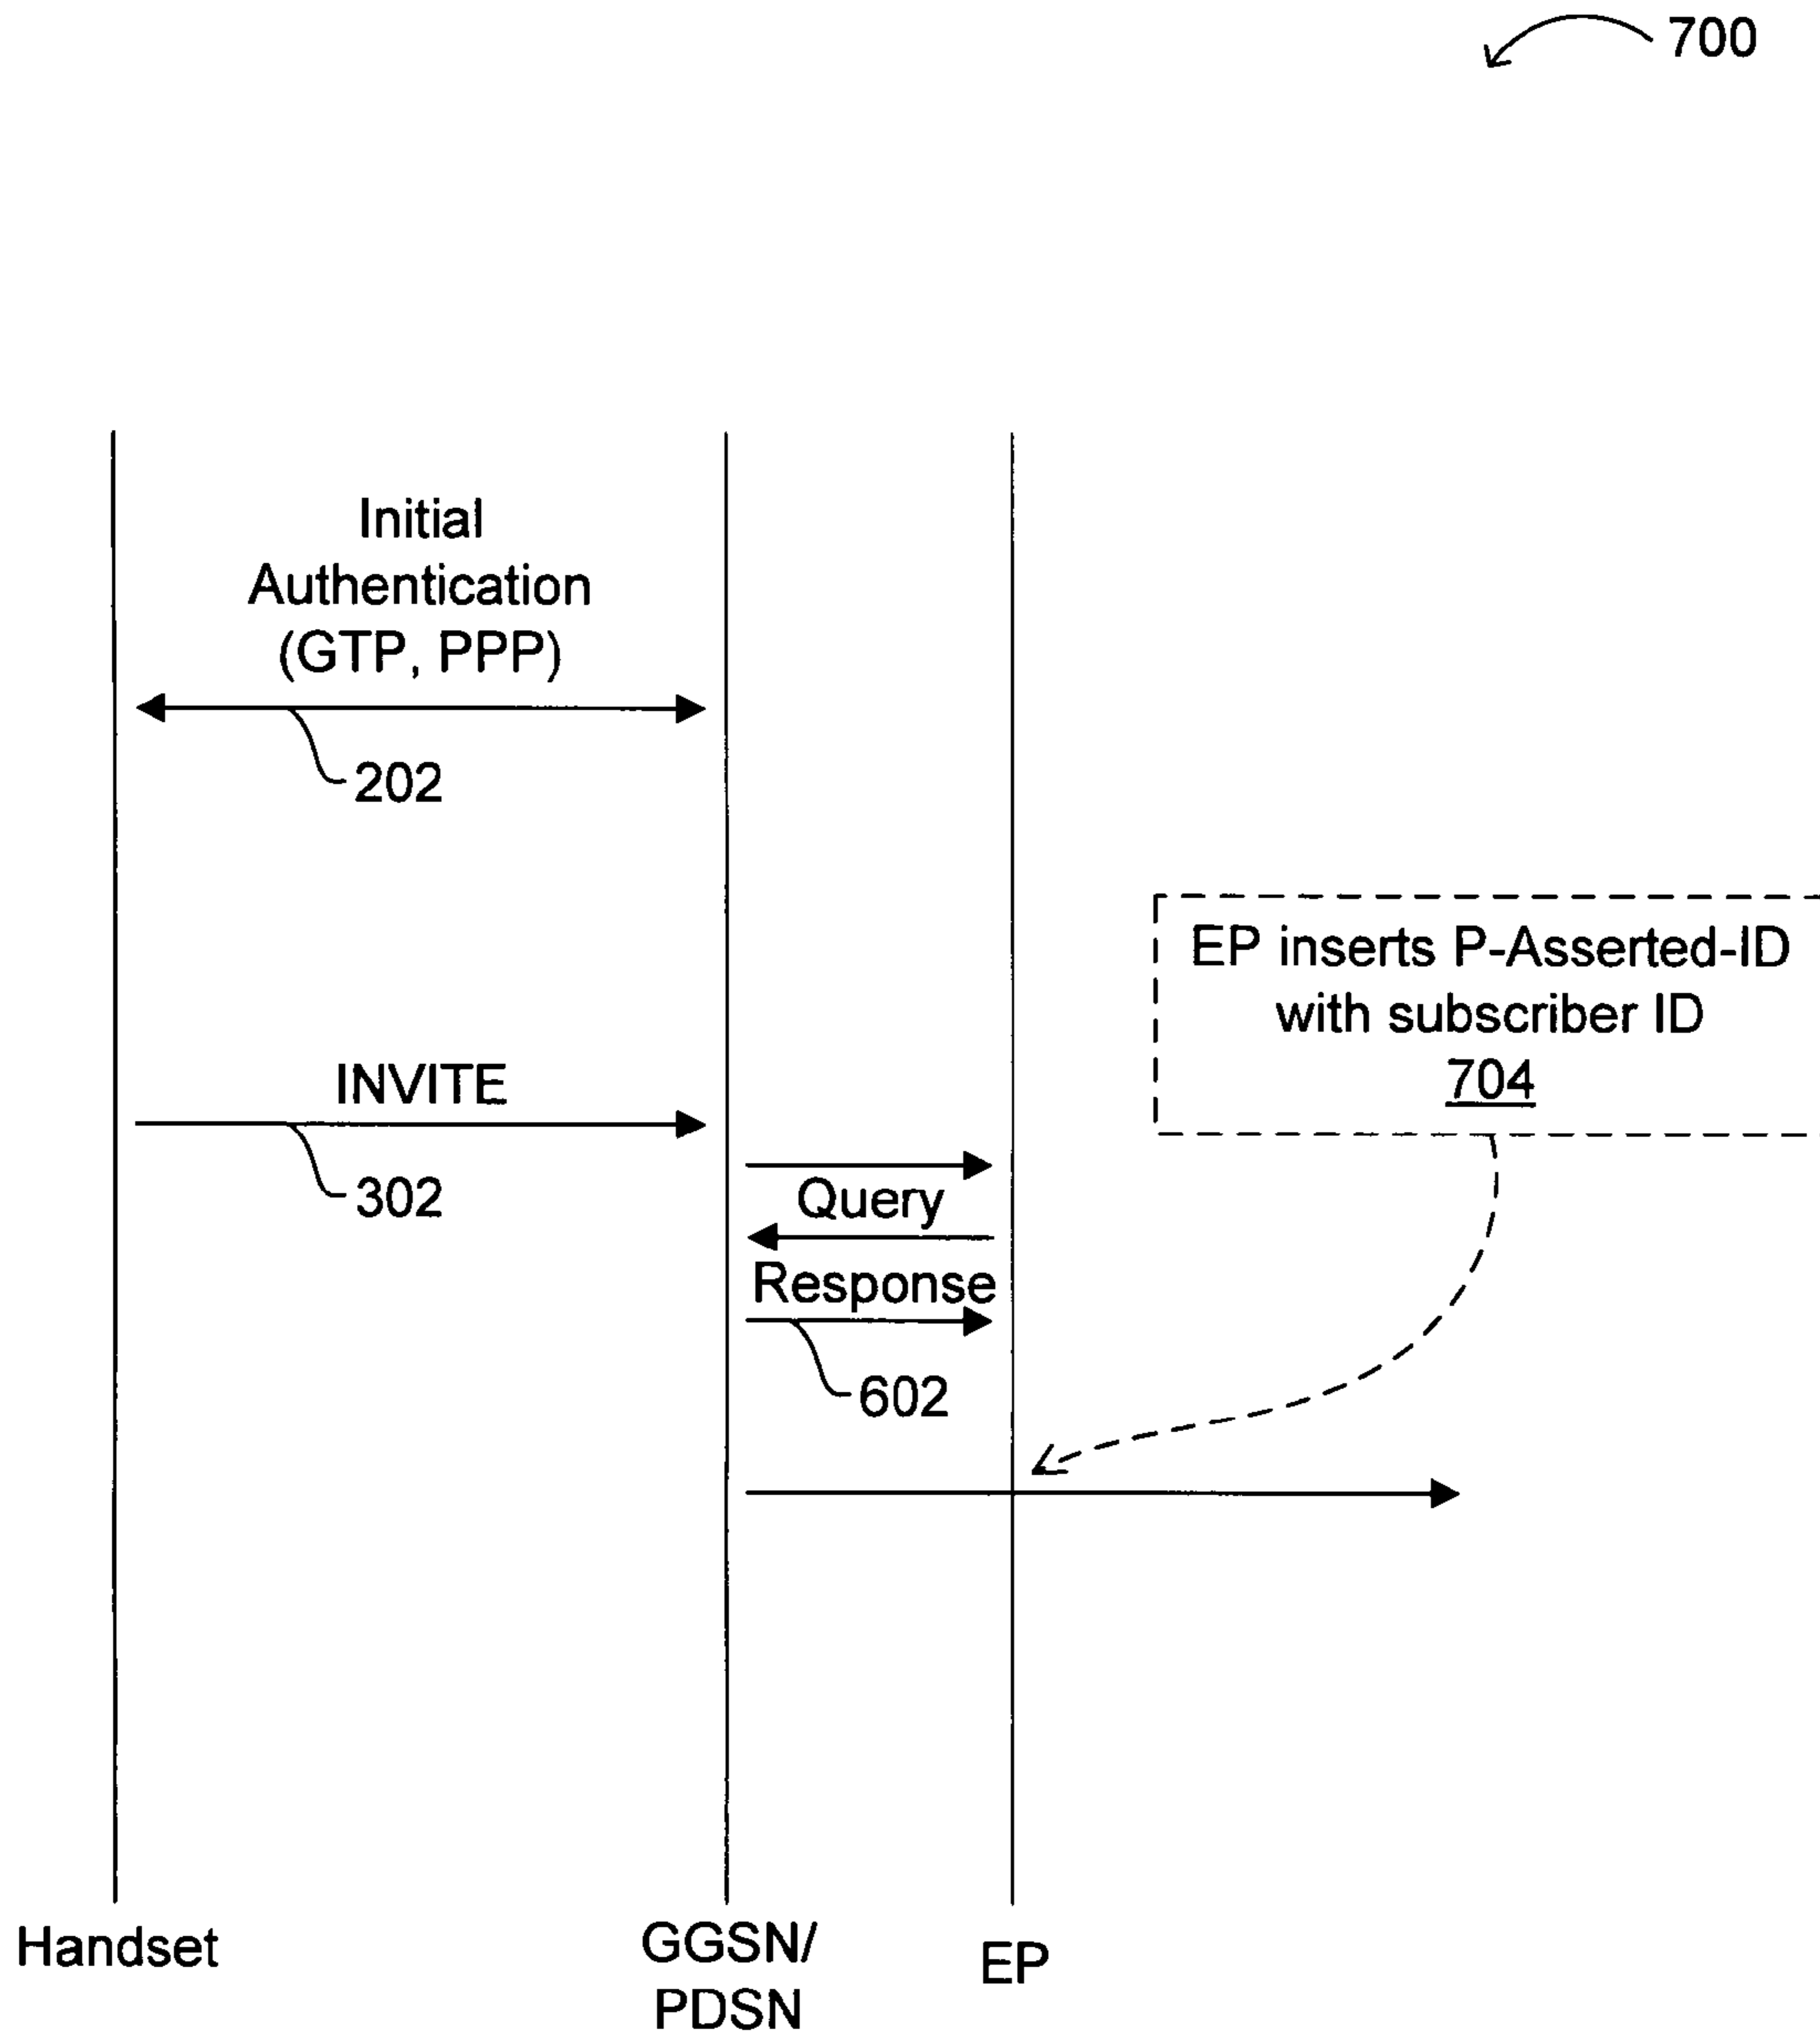 700
Initial
Authentication
(GTP, PPP)
202
EP inserts P-Asserted-ID
with subscriber ID
704
INVITE
302
Query
Response
602
Handset
GGSN/
PDSN
EP